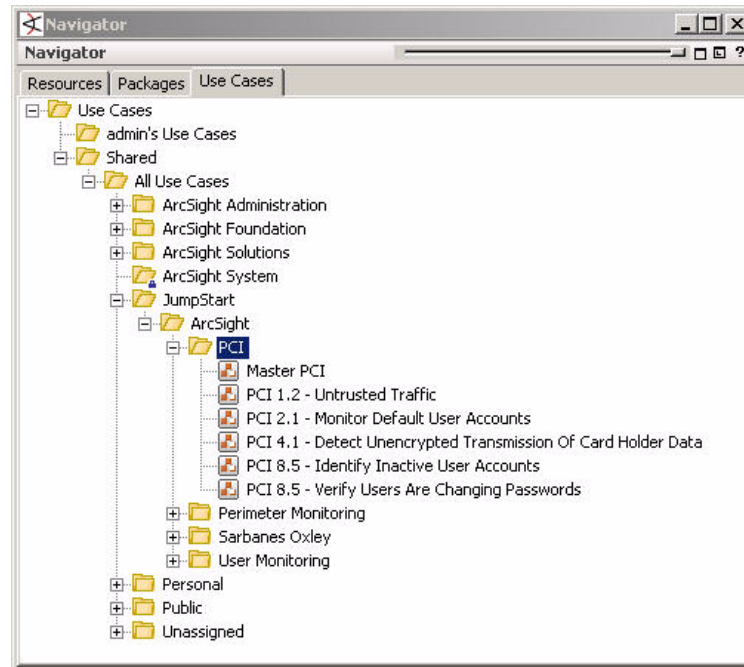 Navigator
Navigator ?
Resources Packages Use Cases
Use Cases
admin's Use Cases
Shared
All Use Cases
ArcSight Administration
ArcSight Foundation
ArcSight Solutions
ArcSight System
JumpStart
ArcSight
PCI
Master PCI
PCI 1.2 - Untrusted Traffic
PCI 2.1 - Monitor Default User Accounts
PCI 4.1 - Detect Unencrypted Transmission Of Card Holder Data
PCI 8.5 - Identify Inactive User Accounts
PCI 8.5 - Verify Users Are Changing Passwords
Perimeter Monitoring
Sarbanes Oxley
User Monitoring
Personal
Public
Unassigned